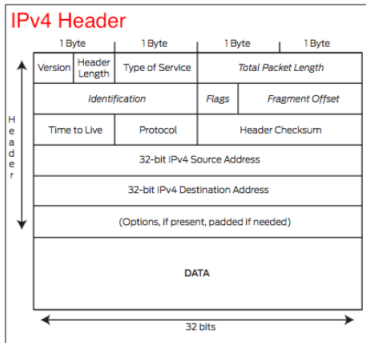 IPv4 Header
1 Byte 1 Byte 1 Byte 1 Byte
Version Header Length Type of Service Total Packet Length
Identification Flags Fragment Offset
Time to Live Protocol Header Checksum
32-bit IPv4 Source Address
32-bit IPv4 Destination Address
(Options, if present, padded if needed)
DATA
32 bits
Header